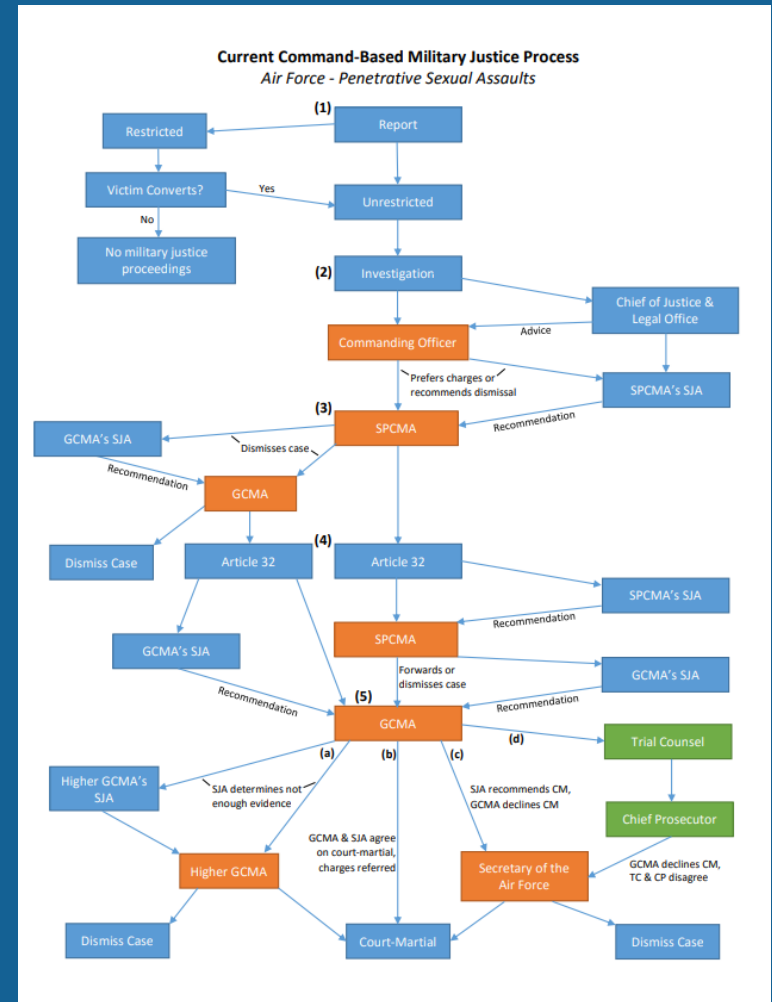 Current Command-Based Military Justice Process
Air Force - Penetrative Sexual Assaults
(1)
Report
Restricted
Victim Converts?
Yes
Unrestricted
No
No military justice
proceedings
(2)
Investigation
Chief of Justice &
Legal Office
Advice
Commanding Officer
Prefers charges or
recommends dismissal
SPCMA's SJA
Recommendation
(3)
SPCMA
GCMA's SJA
Dismisses case
Recommendation
GCMA
Dismiss Case
Article 32
(4)
Article 32
SPCMA's SJA
Recommendation
SPCMA
GCMA's SJA
Forwards or
dismisses case
GCMA's SJA
Recommendation
Recommendation
(5)
GCMA
(a)
(b)
(c)
(d)
Trial Counsel
Higher GCMA's
SJA
SJA determines not
enough evidence
SJA recommends CM,
GCMA declines CM
Chief Prosecutor
GCMA & SJA agree
on court-martial,
charges referred
Higher GCMA
Secretary of the
Air Force
GCMA declines CM,
TC & CP disagree
Dismiss Case
Court-Martial
Dismiss Case